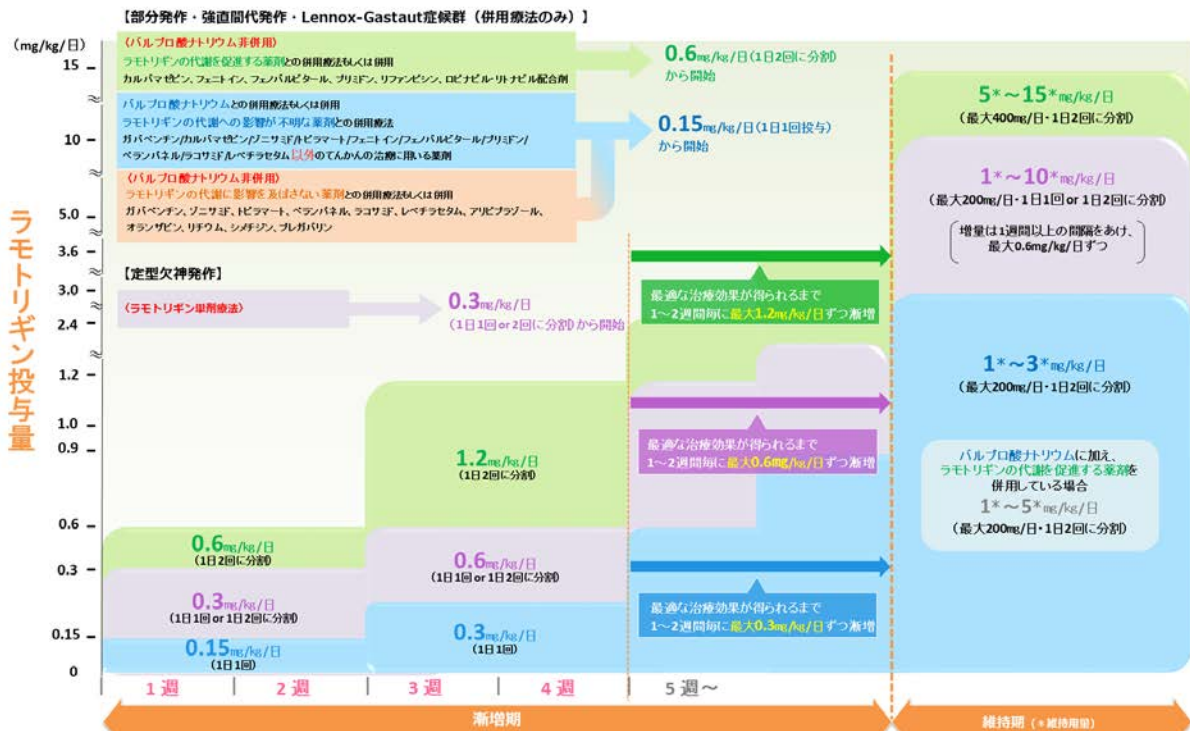 【部分発作・強直間代発作・Lennox-Gastaut症候群（併用療法のみ）】
(mg/kg/日)
〈バルプロ酸ナトリウム非併用〉
ラモトリギンの代謝を促進する薬剤との併用療法もしくは併用
カルバマゼピン、フェニトイン、フェノバルビタール、プリミドン、リファンピシン、ロピナビル・リトナビル配合剤
0.6mg/kg/日(1日2回に分割)
から開始
バルプロ酸ナトリウムとの併用療法もしくは併用
ラモトリギンの代謝への影響が不明な薬剤との併用療法
ガバペンチン/カルバマゼピン/ゾニサミド/トピラマート/フェニトイン/フェノバルビタール/プリミドン/
ペランパネル/ラコサミド/レベチラセタム以外のてんかんの治療に用いる薬剤
0.15mg/kg/日(1日1回投与)
から開始
〈バルプロ酸ナトリウム非併用〉
ラモトリギンの代謝に影響を及ぼさない薬剤との併用療法もしくは併用
ガバペンチン、ゾニサミド、トピラマート、ペランパネル、ラコサミド、レベチラセタム、アリピプラゾール、
オランザピン、リチウム、シメチジン、プレガバリン
【定型欠神発作】
〈ラモトリギン単剤療法〉
0.3mg/kg/日
(1日1回 or 2回に分割)から開始
ラモトリギン投与量
15
10
5.0
3.6
3.0
2.4
1.2
1.0
0.9
0.6
0.3
0.15
0
0.6mg/kg/日
(1日2回に分割)
0.3mg/kg/日
(1日1回 or 1日2回に分割)
0.15mg/kg/日
(1日1回)
1.2mg/kg/日
(1日2回に分割)
0.6mg/kg/日
(1日1回 or 1日2回に分割)
0.3mg/kg/日
(1日1回)
最適な治療効果が得られるまで
1～2週間毎に最大1.2mg/kg/日ずつ漸増
最適な治療効果が得られるまで
1～2週間毎に最大0.6mg/kg/日ずつ漸増
最適な治療効果が得られるまで
1～2週間毎に最大0.3mg/kg/日ずつ漸増
5*～15*mg/kg/日
(最大400mg/日・1日2回に分割)
1*～10*mg/kg/日
(最大200mg/日・1日1回 or 1日2回に分割)
増量は1週間以上の間隔をあけ、
最大0.6mg/kg/日ずつ
1*～3*mg/kg/日
(最大200mg/日・1日2回に分割)
バルプロ酸ナトリウムに加え、
ラモトリギンの代謝を促進する薬剤を
併用している場合
1*～5*mg/kg/日
(最大200mg/日・1日2回に分割)
1週
2週
3週
4週
5週～
漸増期
維持期 (*維持用量)